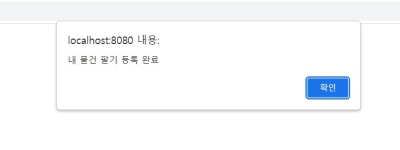 localhost:8080 내용:
내 물건 팔기 등록 완료
확인